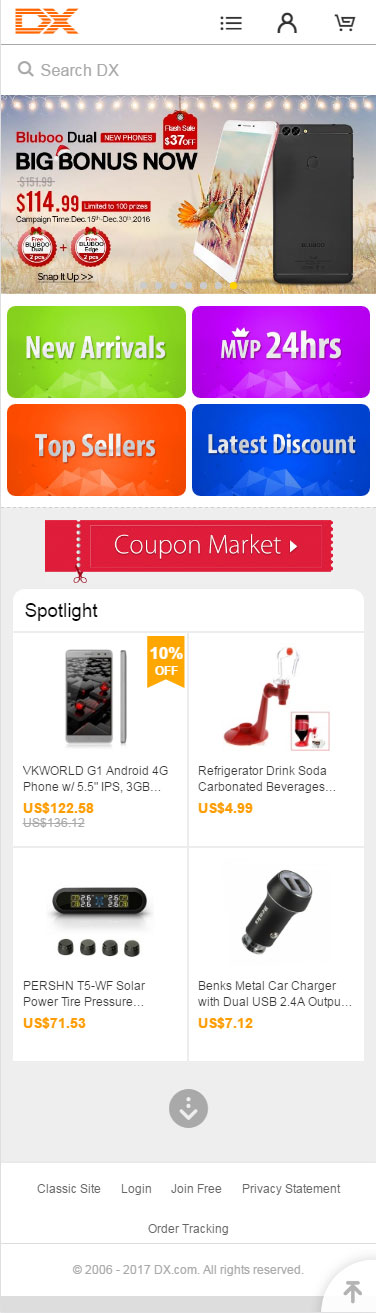 DX
Search DX
Bluboo Dual NEW PHONES
Flash Sale
$37OFF
BIG BONUS NOW
$151.99
$114.99 Limited to 100 prizes
Campaign Time:Dec.15th-Dec.30th,2016
Free
BLUBOO
Dual
2 pcs
+
Free
BLUBOO
Edge
2 pcs
Snap It Up >>
BLUBOO
New Arrivals
MVP 24hrs
Top Sellers
Latest Discount
Coupon Market
Spotlight
10%
OFF
VKWORLD G1 Android 4G
Phone w/ 5.5" IPS, 3GB...
US$122.58
US$136.12
Refrigerator Drink Soda
Carbonated Beverages...
US$4.99
PERSHN T5-WF Solar
Power Tire Pressure...
US$71.53
Benks
Benks Metal Car Charger
with Dual USB 2.4A Outpu...
US$7.12
Classic Site Login Join Free Privacy Statement
Order Tracking
© 2006 - 2017 DX.com. All rights reserved.